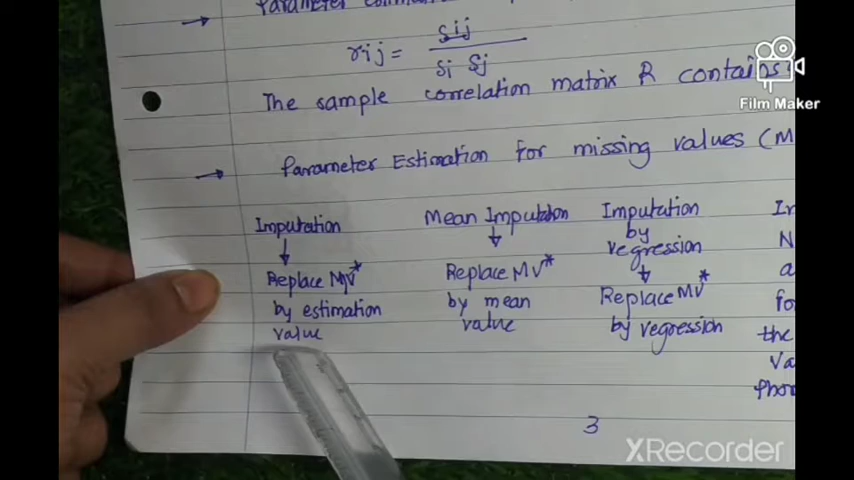 rij = sij / si sj
The sample correlation matrix R contains
→ Parameter Estimation for missing values (M
Imputation
↓
Replace MV*
by estimation
value
Mean Imputation
↓
Replace MV*
by mean
value
Imputation
by
regression
↓
Replace MV*
by regression
the
3
Film Maker
XRecorder